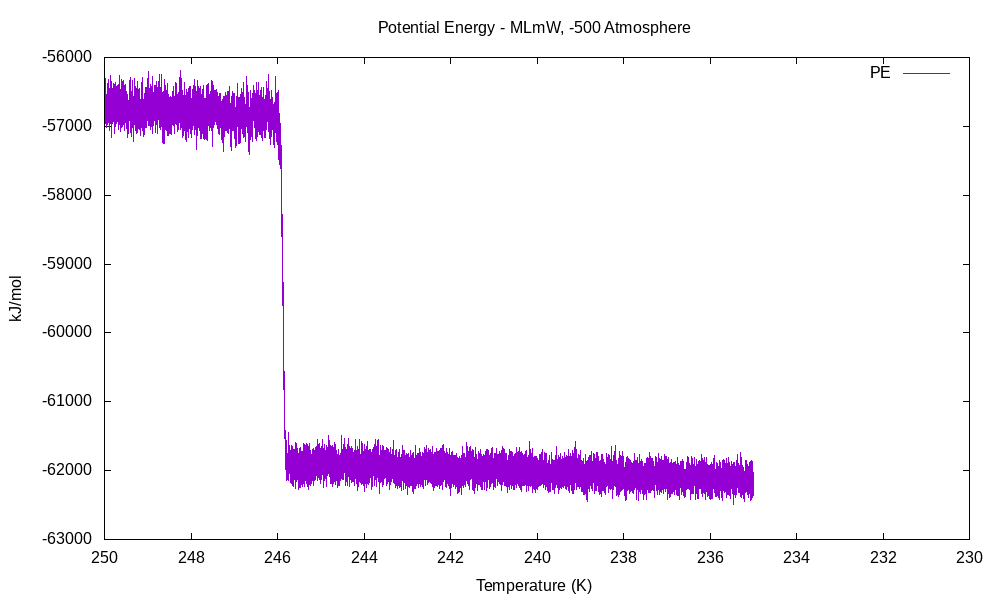 Potential Energy - MLmW, -500 Atmosphere
-56000
PE
-57000
-58000
-59000
kJ/mol
-60000
-61000
-62000
-63000
250 248 246 244 242 240 238 236 234 232 230
Temperature (K)